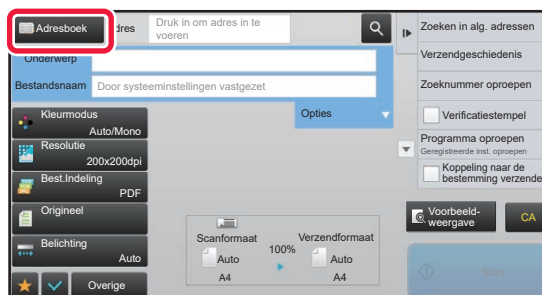 Adresboek
dres
Druk in om adres in te
voeren
Onderwerp
Bestandsnaam
Door systeeminstellingen vastgezet
Opties
Kleurmodus
Auto/Mono
Resolutie
200x200dpi
Best.Indeling
PDF
Origineel
Belichting
Auto
Overige
Scanformaat
100%
Verzendformaat
Auto
Auto
A4
A4
Zoeken in alg. adressen
Verzendgeschiedenis
Zoeknummer oproepen
Verificatiestempel
Programma oproepen
Geregistreerde inst. oproepen
Koppeling naar de
bestemming verzende
Voorbeeld-
weergave
CA
Start